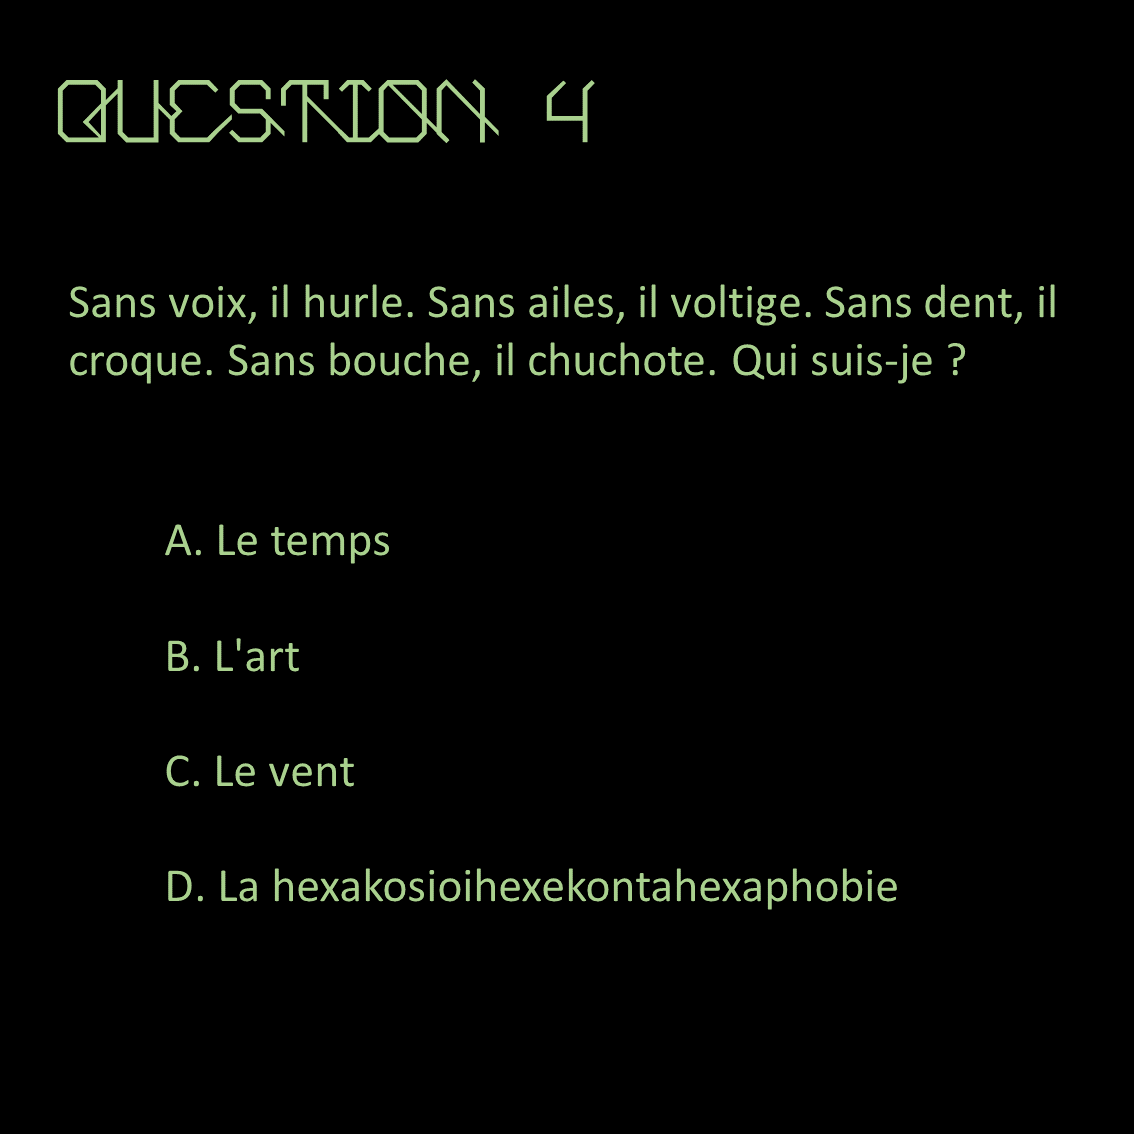 QUESTION 4
Sans voix, il hurle. Sans ailes, il voltige. Sans dent, il
croque. Sans bouche, il chuchote. Qui suis-je ?
A. Le temps
B. L'art
C. Le vent
D. La hexakosioihexekontahexaphobie